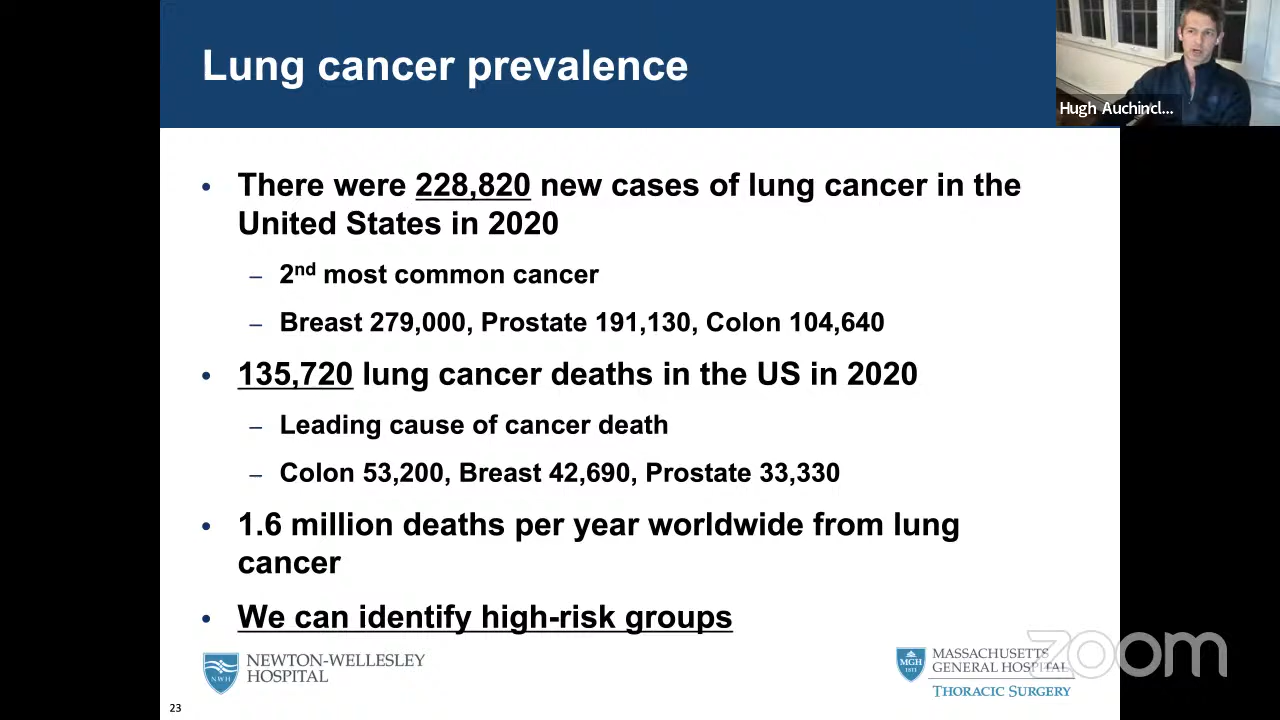 Lung cancer prevalence
Hugh Auchincl...
• There were 228,820 new cases of lung cancer in the
United States in 2020
– 2nd most common cancer
– Breast 279,000, Prostate 191,130, Colon 104,640
• 135,720 lung cancer deaths in the US in 2020
– Leading cause of cancer death
– Colon 53,200, Breast 42,690, Prostate 33,330
• 1.6 million deaths per year worldwide from lung
cancer
• We can identify high-risk groups
NWH
NEWTON-WELLESLEY
HOSPITAL
MGH
1811
MASSACHUSETTS
GENERAL HOSPITAL
THORACIC SURGERY
zoom
23